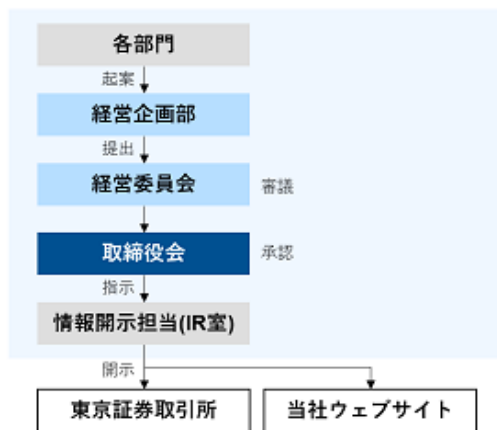 各部門
起案
経営企画部
提出
経営委員会
審議
取締役会
承認
指示
情報開示担当(IR室)
開示
東京証券取引所
当社ウェブサイト